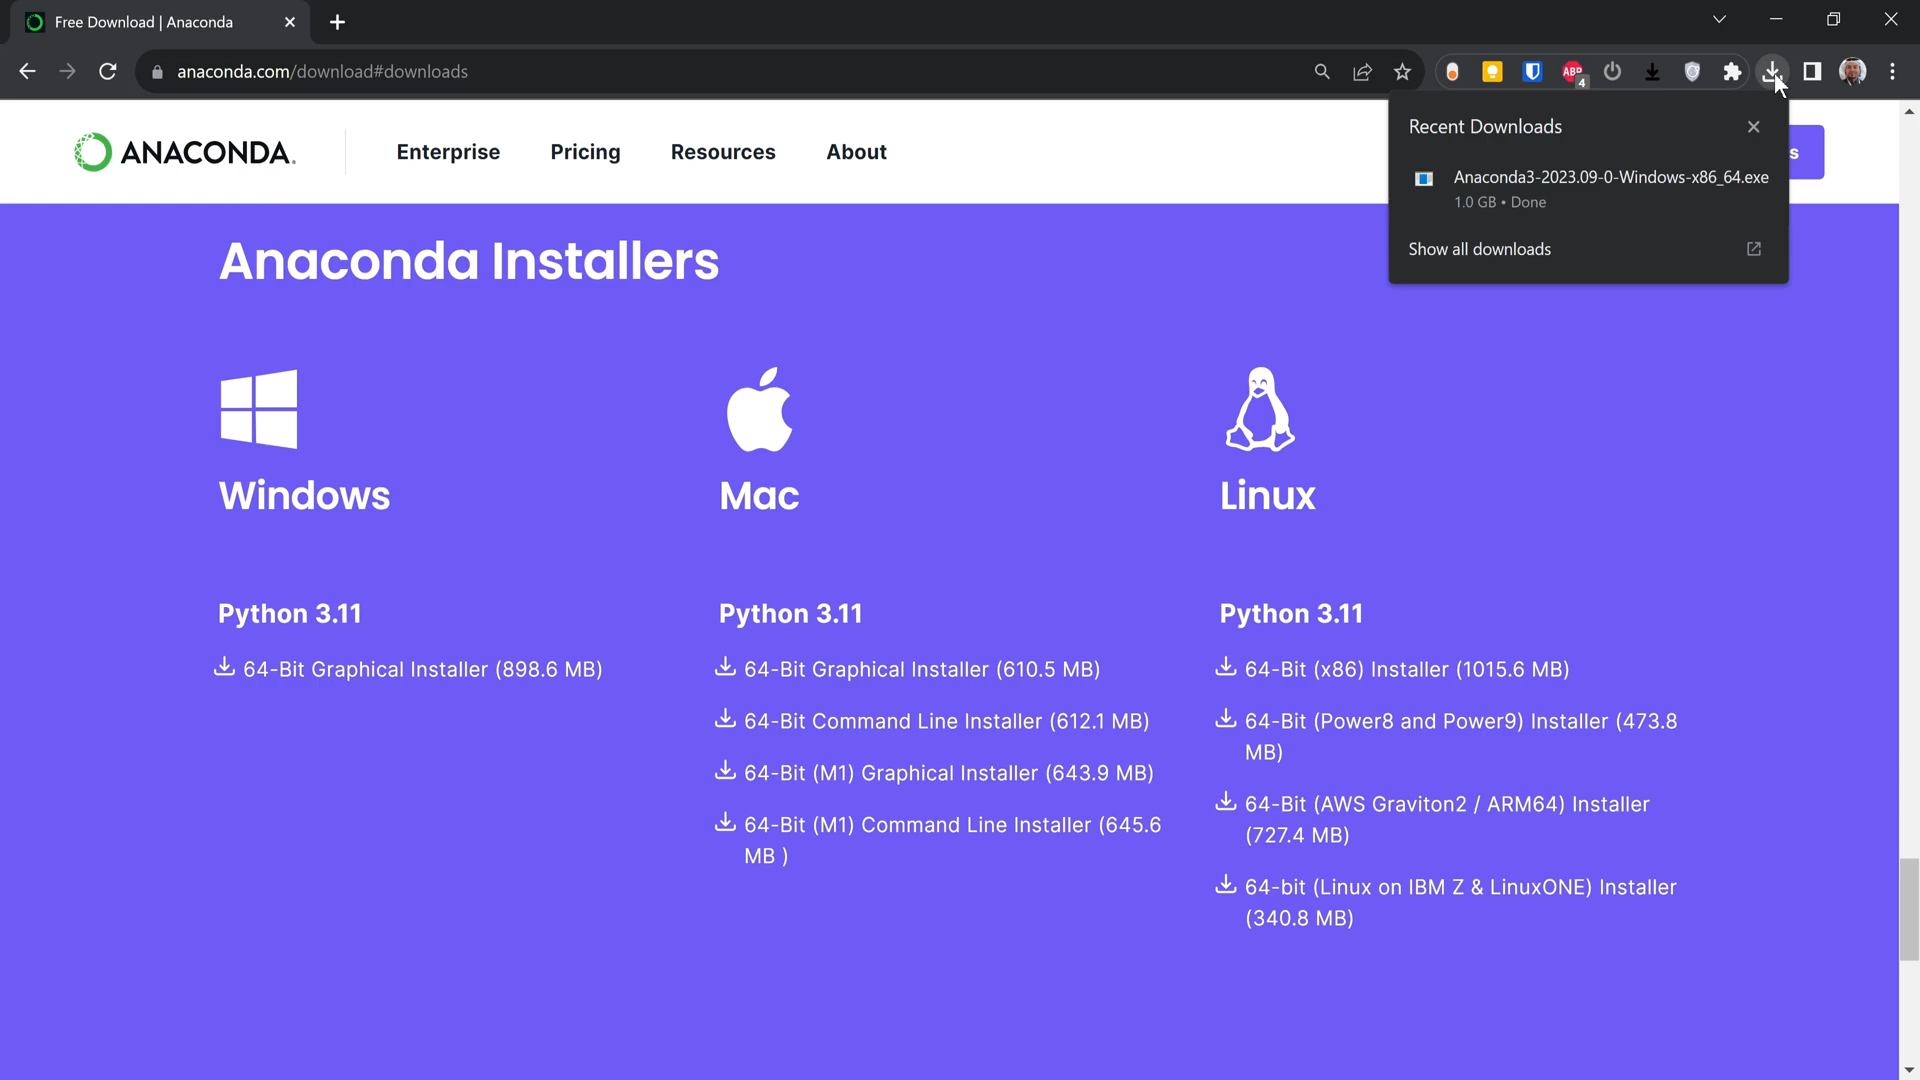 Free Download | Anaconda
anaconda.com/download#downloads
ABP
4
Recent Downloads
Anaconda3-2023.09-0-Windows-x86_64.exe
1.0 GB • Done
Show all downloads
ANACONDA.
Enterprise
Pricing
Resources
About
s
Anaconda Installers
Windows
Python 3.11
64-Bit Graphical Installer (898.6 MB)
Mac
Python 3.11
64-Bit Graphical Installer (610.5 MB)
64-Bit Command Line Installer (612.1 MB)
64-Bit (M1) Graphical Installer (643.9 MB)
64-Bit (M1) Command Line Installer (645.6
MB )
Linux
Python 3.11
64-Bit (x86) Installer (1015.6 MB)
64-Bit (Power8 and Power9) Installer (473.8
MB)
64-Bit (AWS Graviton2 / ARM64) Installer
(727.4 MB)
64-bit (Linux on IBM Z & LinuxONE) Installer
(340.8 MB)